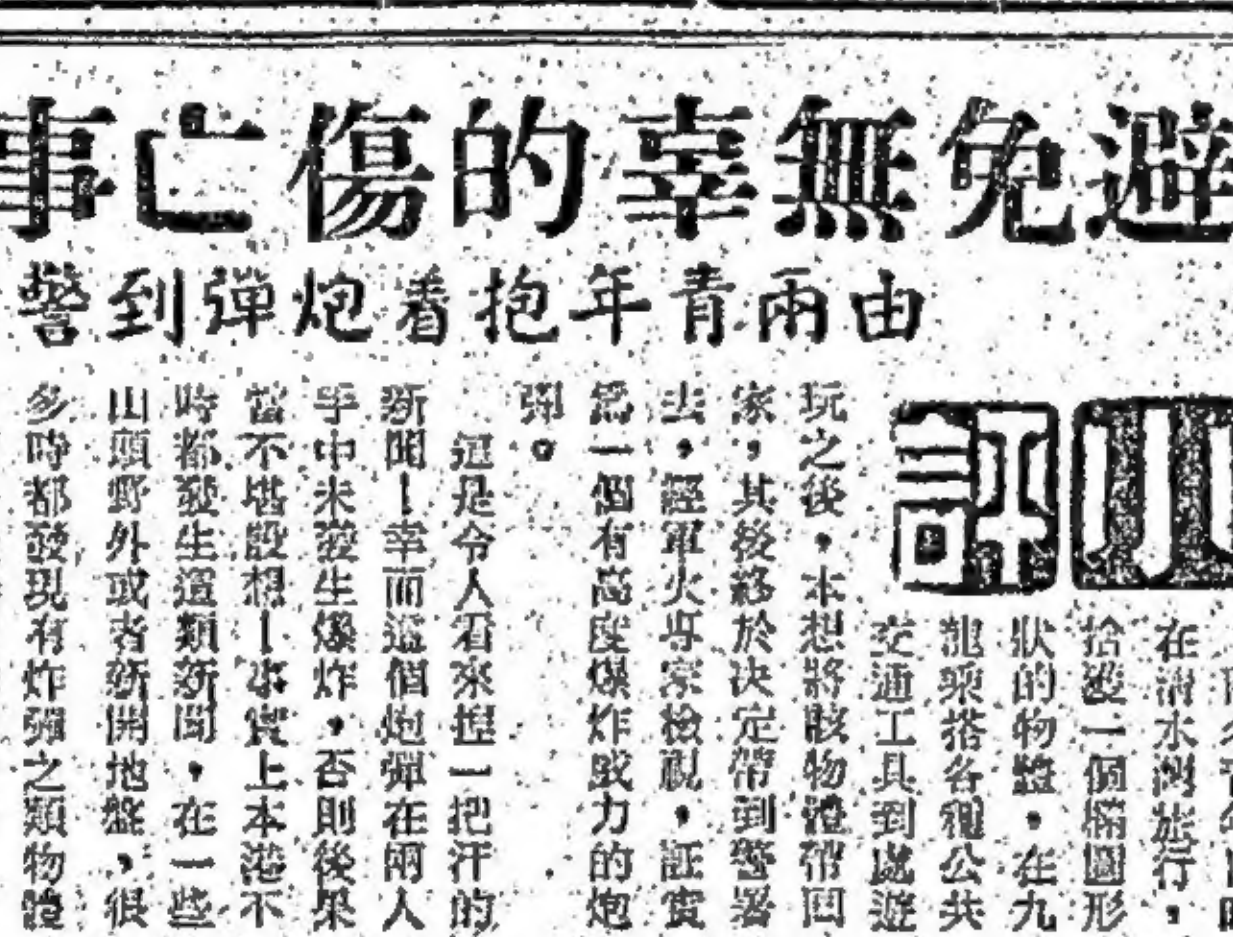 避免無辜的傷亡事
由兩青年抱着炮彈到警
小評
在清水灣旅行，
拾獲一個橢圓形
狀的物體，在九
龍乘搭各種公共
交通工具到處遊
玩之後，本想將該物體帶回
家，其後終於决定帶到警署
去，經軍火專家檢視，証實
爲一個有高度爆炸威力的炮
彈。
這是令人看來揑一把汗的
新聞！幸而這個炮彈在兩人
手中未發生爆炸，否則後果
當不堪設想！事實上本港不
時都發生這類新聞，在一些
山頭野外或者新開地盤，很
多時都發現有炸彈之類物體